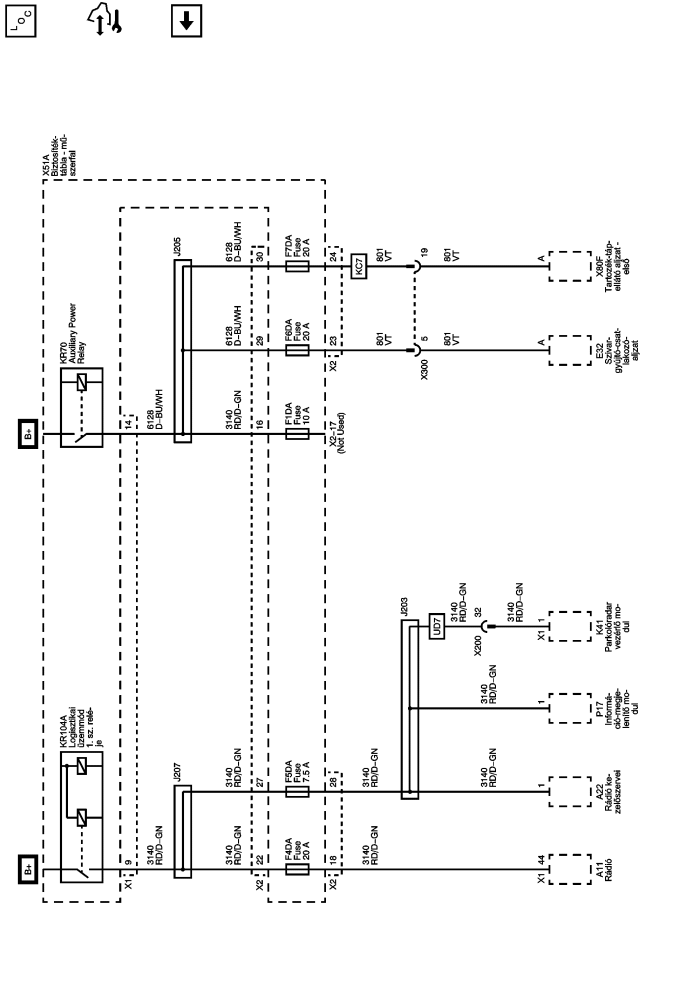 LOC
X51A
Biztosíték-
tábla - mű-
szerfal
B+
KR104A
Logisztikai
üzemmód
1. sz. relé-
je
B+
KR70
Auxiliary Power
Relay
X1
9
14
3140
RD/D–GN
6128
D–BU/WH
J207
J205
3140
RD/D–GN
3140
RD/D–GN
3140
RD/D–GN
6128
D–BU/WH
6128
D–BU/WH
X2
22
27
16
29
30
F4DA
Fuse
20 A
F5DA
Fuse
7.5 A
F1DA
Fuse
10 A
F6DA
Fuse
20 A
F7DA
Fuse
20 A
X2
18
28
X2–17
(Not Used)
X2
23
24
KC7
3140
RD/D–GN
3140
RD/D–GN
801
VT
801
VT
J203
X300
5
19
UD7
3140
RD/D–GN
X200
32
3140
RD/D–GN
3140
RD/D–GN
3140
RD/D–GN
801
VT
801
VT
X1
44
1
1
X1
1
A
A
A11
Rádió
A22
Rádió ke-
zelőszervei
P17
Informá-
ció-megje-
lenítő mo-
dul
K41
Parkolóradar
vezérlő mo-
dul
E32
Szivar-
gyújtó-csat-
lakozó-
aljzat
X80F
Tartozék-táp-
ellátó aljzat -
első